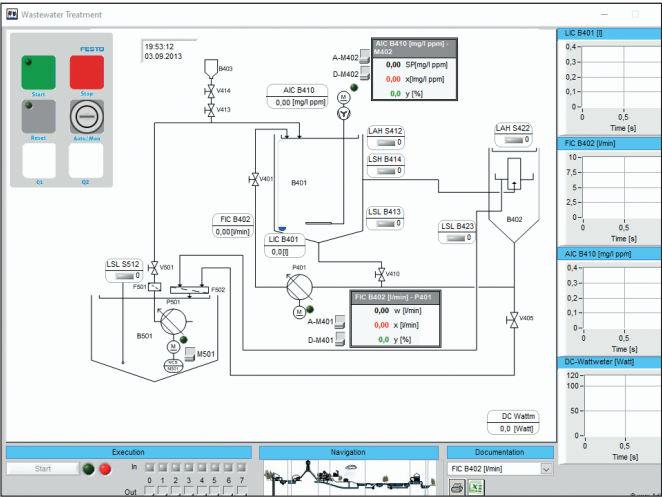 Wastewater Treatment
FESTO
Start
Stop
Reset
Auto/Man
Q1
Q2
19:53:12
03.09.2013
B403
V414
V413
AIC B410
0,00 [mg/l ppm]
A-M402
D-M402
AIC B410 [mg/l ppm] -
M402
0,00 SP[mg/l ppm]
0,00 x[mg/l ppm]
0,0 y [%]
M
LAH S412
0
LSH B414
0
LSL B413
0
LAH S422
0
B401
V401
FIC B402
0,00[l/min]
LIC B401
0,0[l]
LSL B423
0
B402
LSL S512
0
V501
F501
F502
P501
B501
M
M501
P401
M
A-M401
D-M401
V410
V405
FIC B402 [l/min] - P401
0,00 w [l/min]
0,00 x [l/min]
0,0 y [%]
DC Wattm
0,0 [Watt]
LIC B401 [l]
0,4
0,3
0,2
0,1
0
0 0,5
Time [s]
FIC B402 [l/min]
10
7,5
5
2,5
0
0 0,5
Time [s]
AIC B410 [mg/l ppm]
0,4
0,3
0,2
0,1
0
0 0,5
Time [s]
DC-Wattweter [Watt]
120
100
50
0
0 0,5
Time [s]
Execution
Start
In
0 1 2 3 4 5 6 7
Out
Navigation
Documentation
FIC B402 [l/min]